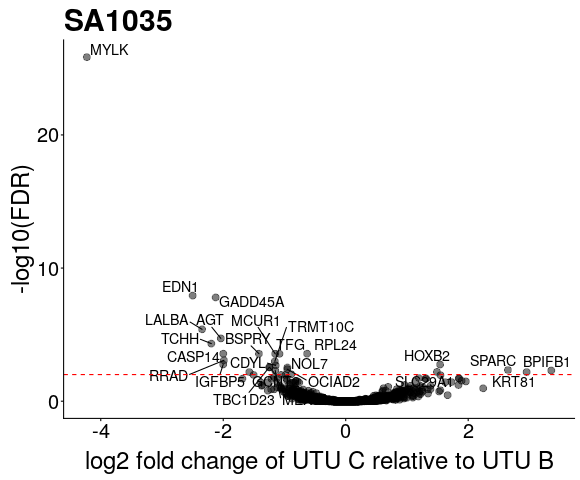 SA1035
MYLK
20
-log10(FDR)
10
EDN1
GADD45A
LALBA AGT MCUR1
TRMT10C
TCHH BSPRY TFG RPL24
CASP14 HOXB2
CDYL NOL7 SPARC BPIFB1
RRAD IGFBP5 OCIAD2 SLC29A1 KRT81
TBC1D23
0
-4 -2 0 2
log2 fold change of UTU C relative to UTU B